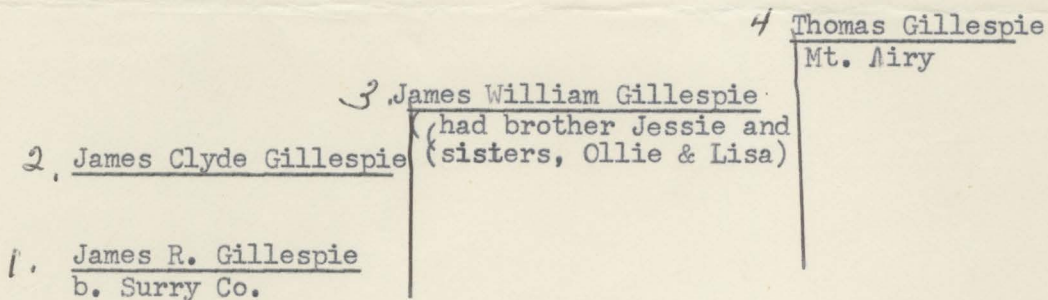 4 Thomas Gillespie
Mt. Airy
3. James William Gillespie
((had brother Jessie and
(sisters, Ollie & Lisa)
2. James Clyde Gillespie
1. James R. Gillespie
b. Surry Co.